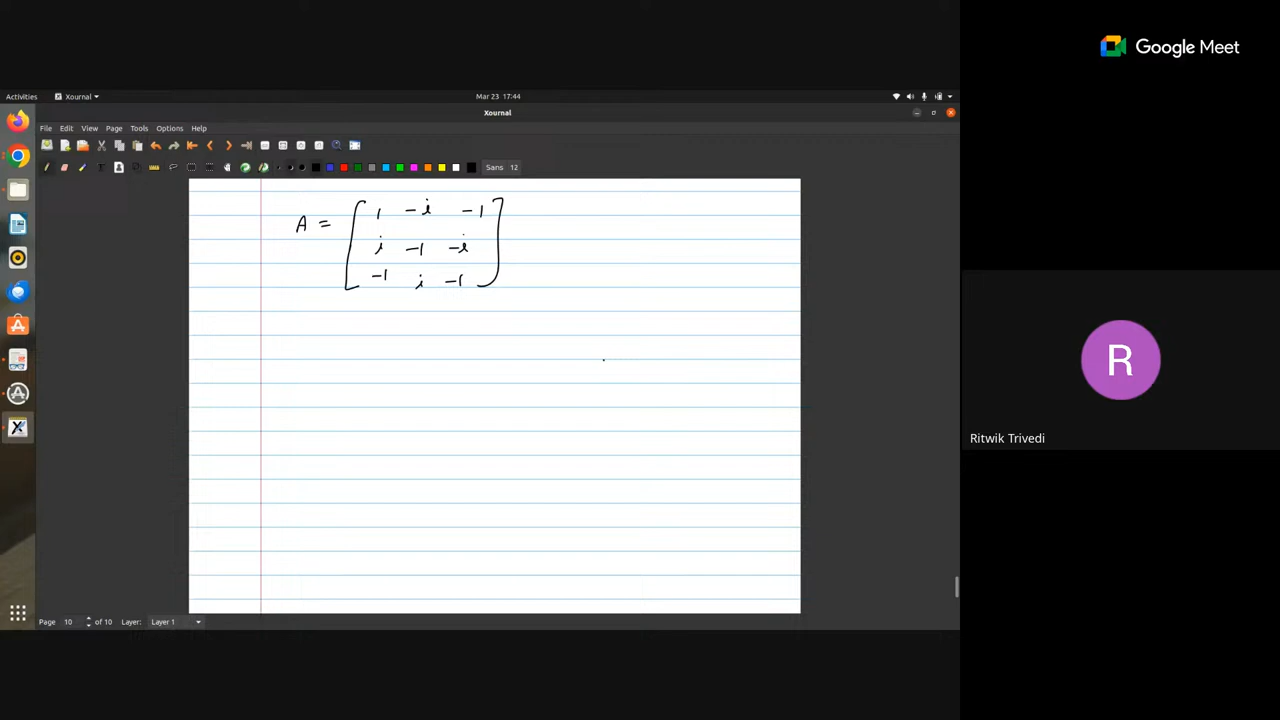 Google Meet
Activities Xournal Mar 23 17:44
Xournal
File Edit View Page Tools Options Help
Sans 12
A = [ 1 -i -1
i -1 -i
-1 i -1 ]
R
Ritwik Trivedi
Page 10 of 10 Layer: Layer 1